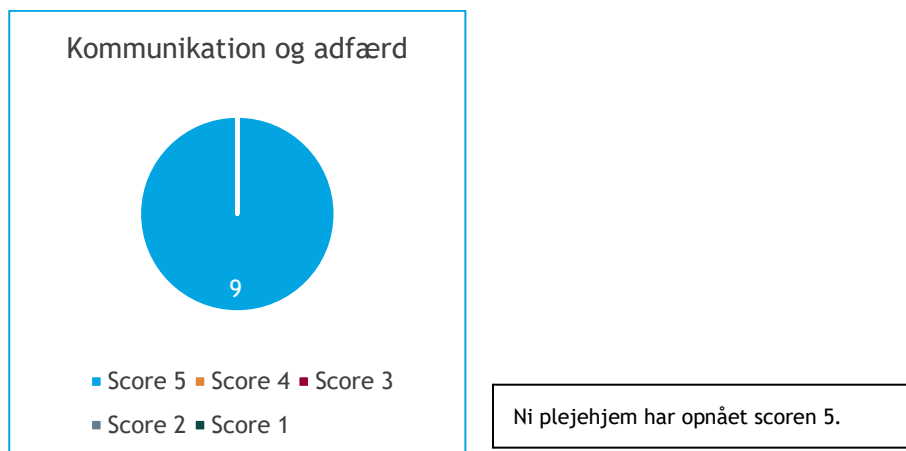 Kommunikation og adfærd
9
Score 5 Score 4 Score 3
Score 2 Score 1
Ni plejehjem har opnået scoren 5.